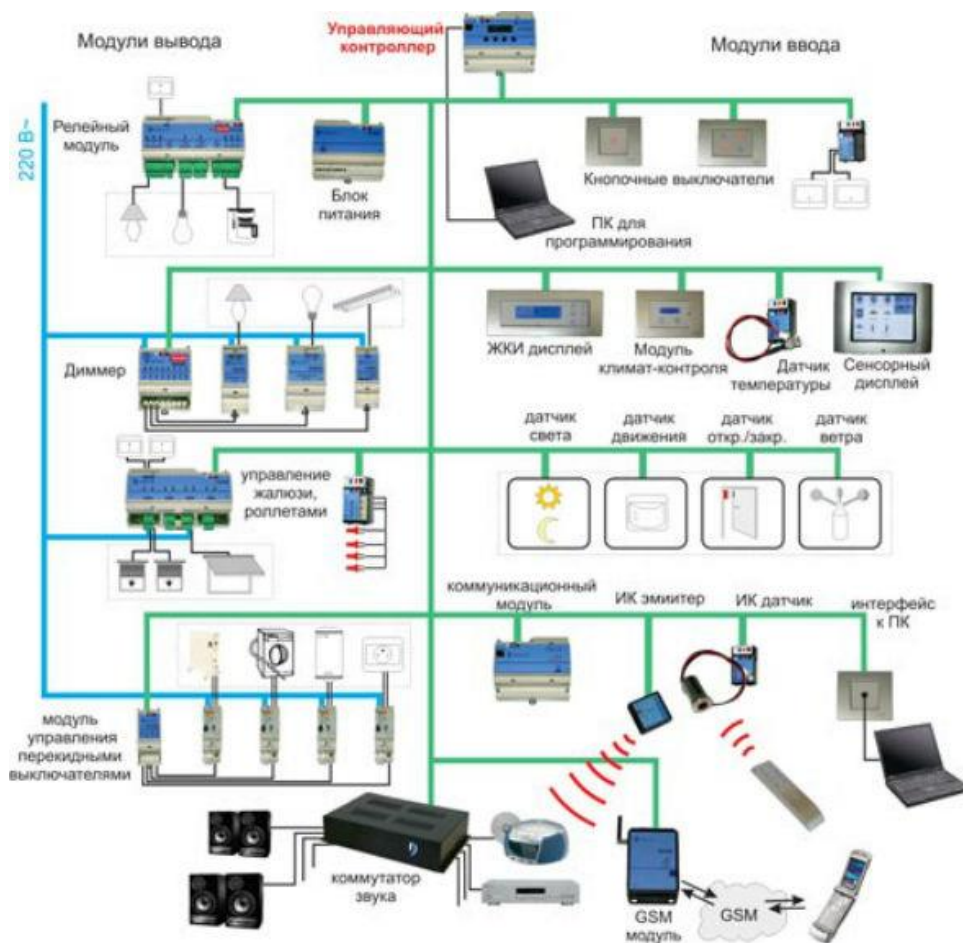 Модули вывода
Управляющий
контроллер
Модули ввода
220 В~
Релейный
модуль
Блок
питания
Кнопочные выключатели
ПК для
программирования
Диммер
ЖКИ дисплей
Модуль
климат-контроля
Датчик
температуры
Сенсорный
дисплей
управление
жалюзи,
роллетами
датчик
света
датчик
движения
датчик
откр./закр.
датчик
ветра
коммуникационный
модуль
ИК эмиитер
ИК датчик
интерфейс
к ПК
модуль
управления
перекидными
выключателями
коммутатор
звука
GSM
модуль
GSM